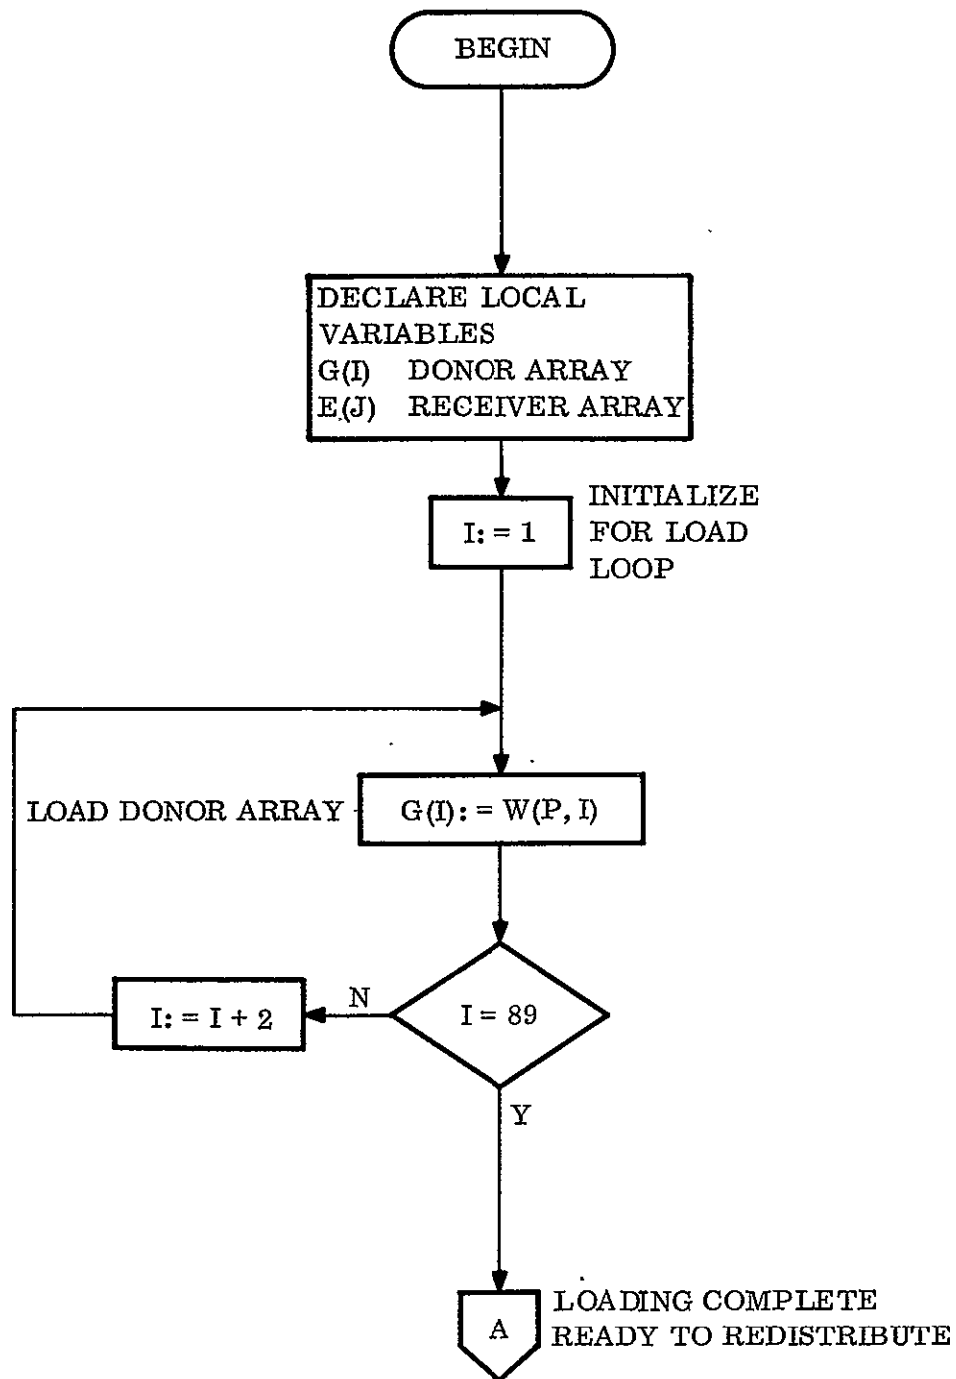 BEGIN
DECLARE LOCAL
VARIABLES
G(I) DONOR ARRAY
E(J) RECEIVER ARRAY
I: = 1
INITIALIZE
FOR LOAD
LOOP
LOAD DONOR ARRAY
G(I): = W(P, I)
I = 89
N
I: = I + 2
Y
A
LOADING COMPLETE
READY TO REDISTRIBUTE